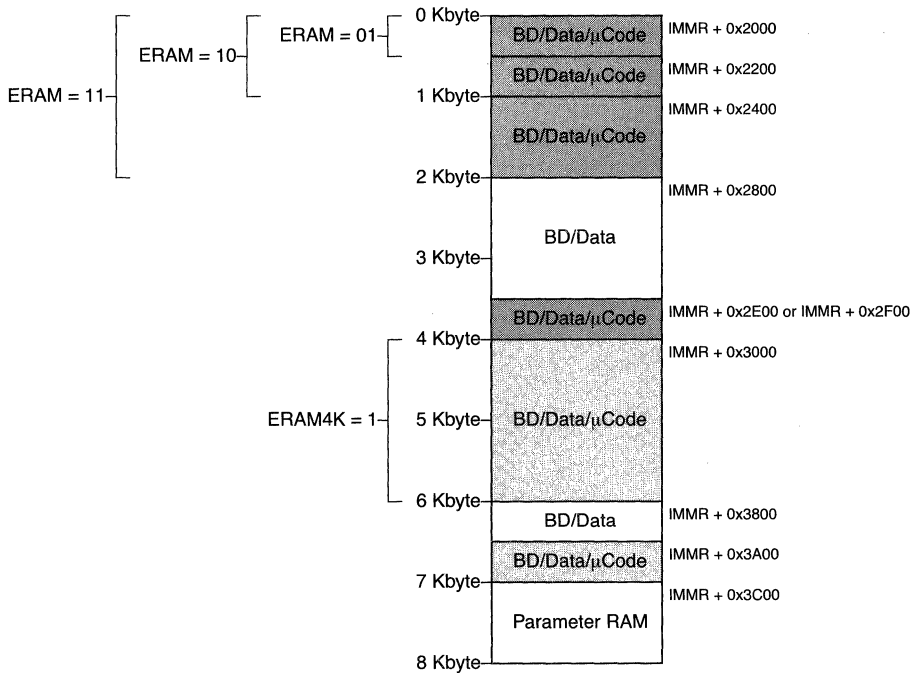 0 Kbyte
BD/Data/μCode
IMMR + 0x2000
ERAM = 01
ERAM = 10
BD/Data/μCode
IMMR + 0x2200
ERAM = 11
1 Kbyte
IMMR + 0x2400
BD/Data/μCode
2 Kbyte
IMMR + 0x2800
BD/Data
3 Kbyte
BD/Data/μCode
IMMR + 0x2E00 or IMMR + 0x2F00
4 Kbyte
IMMR + 0x3000
ERAM4K = 1
5 Kbyte
BD/Data/μCode
6 Kbyte
IMMR + 0x3800
BD/Data
BD/Data/μCode
IMMR + 0x3A00
7 Kbyte
IMMR + 0x3C00
Parameter RAM
8 Kbyte